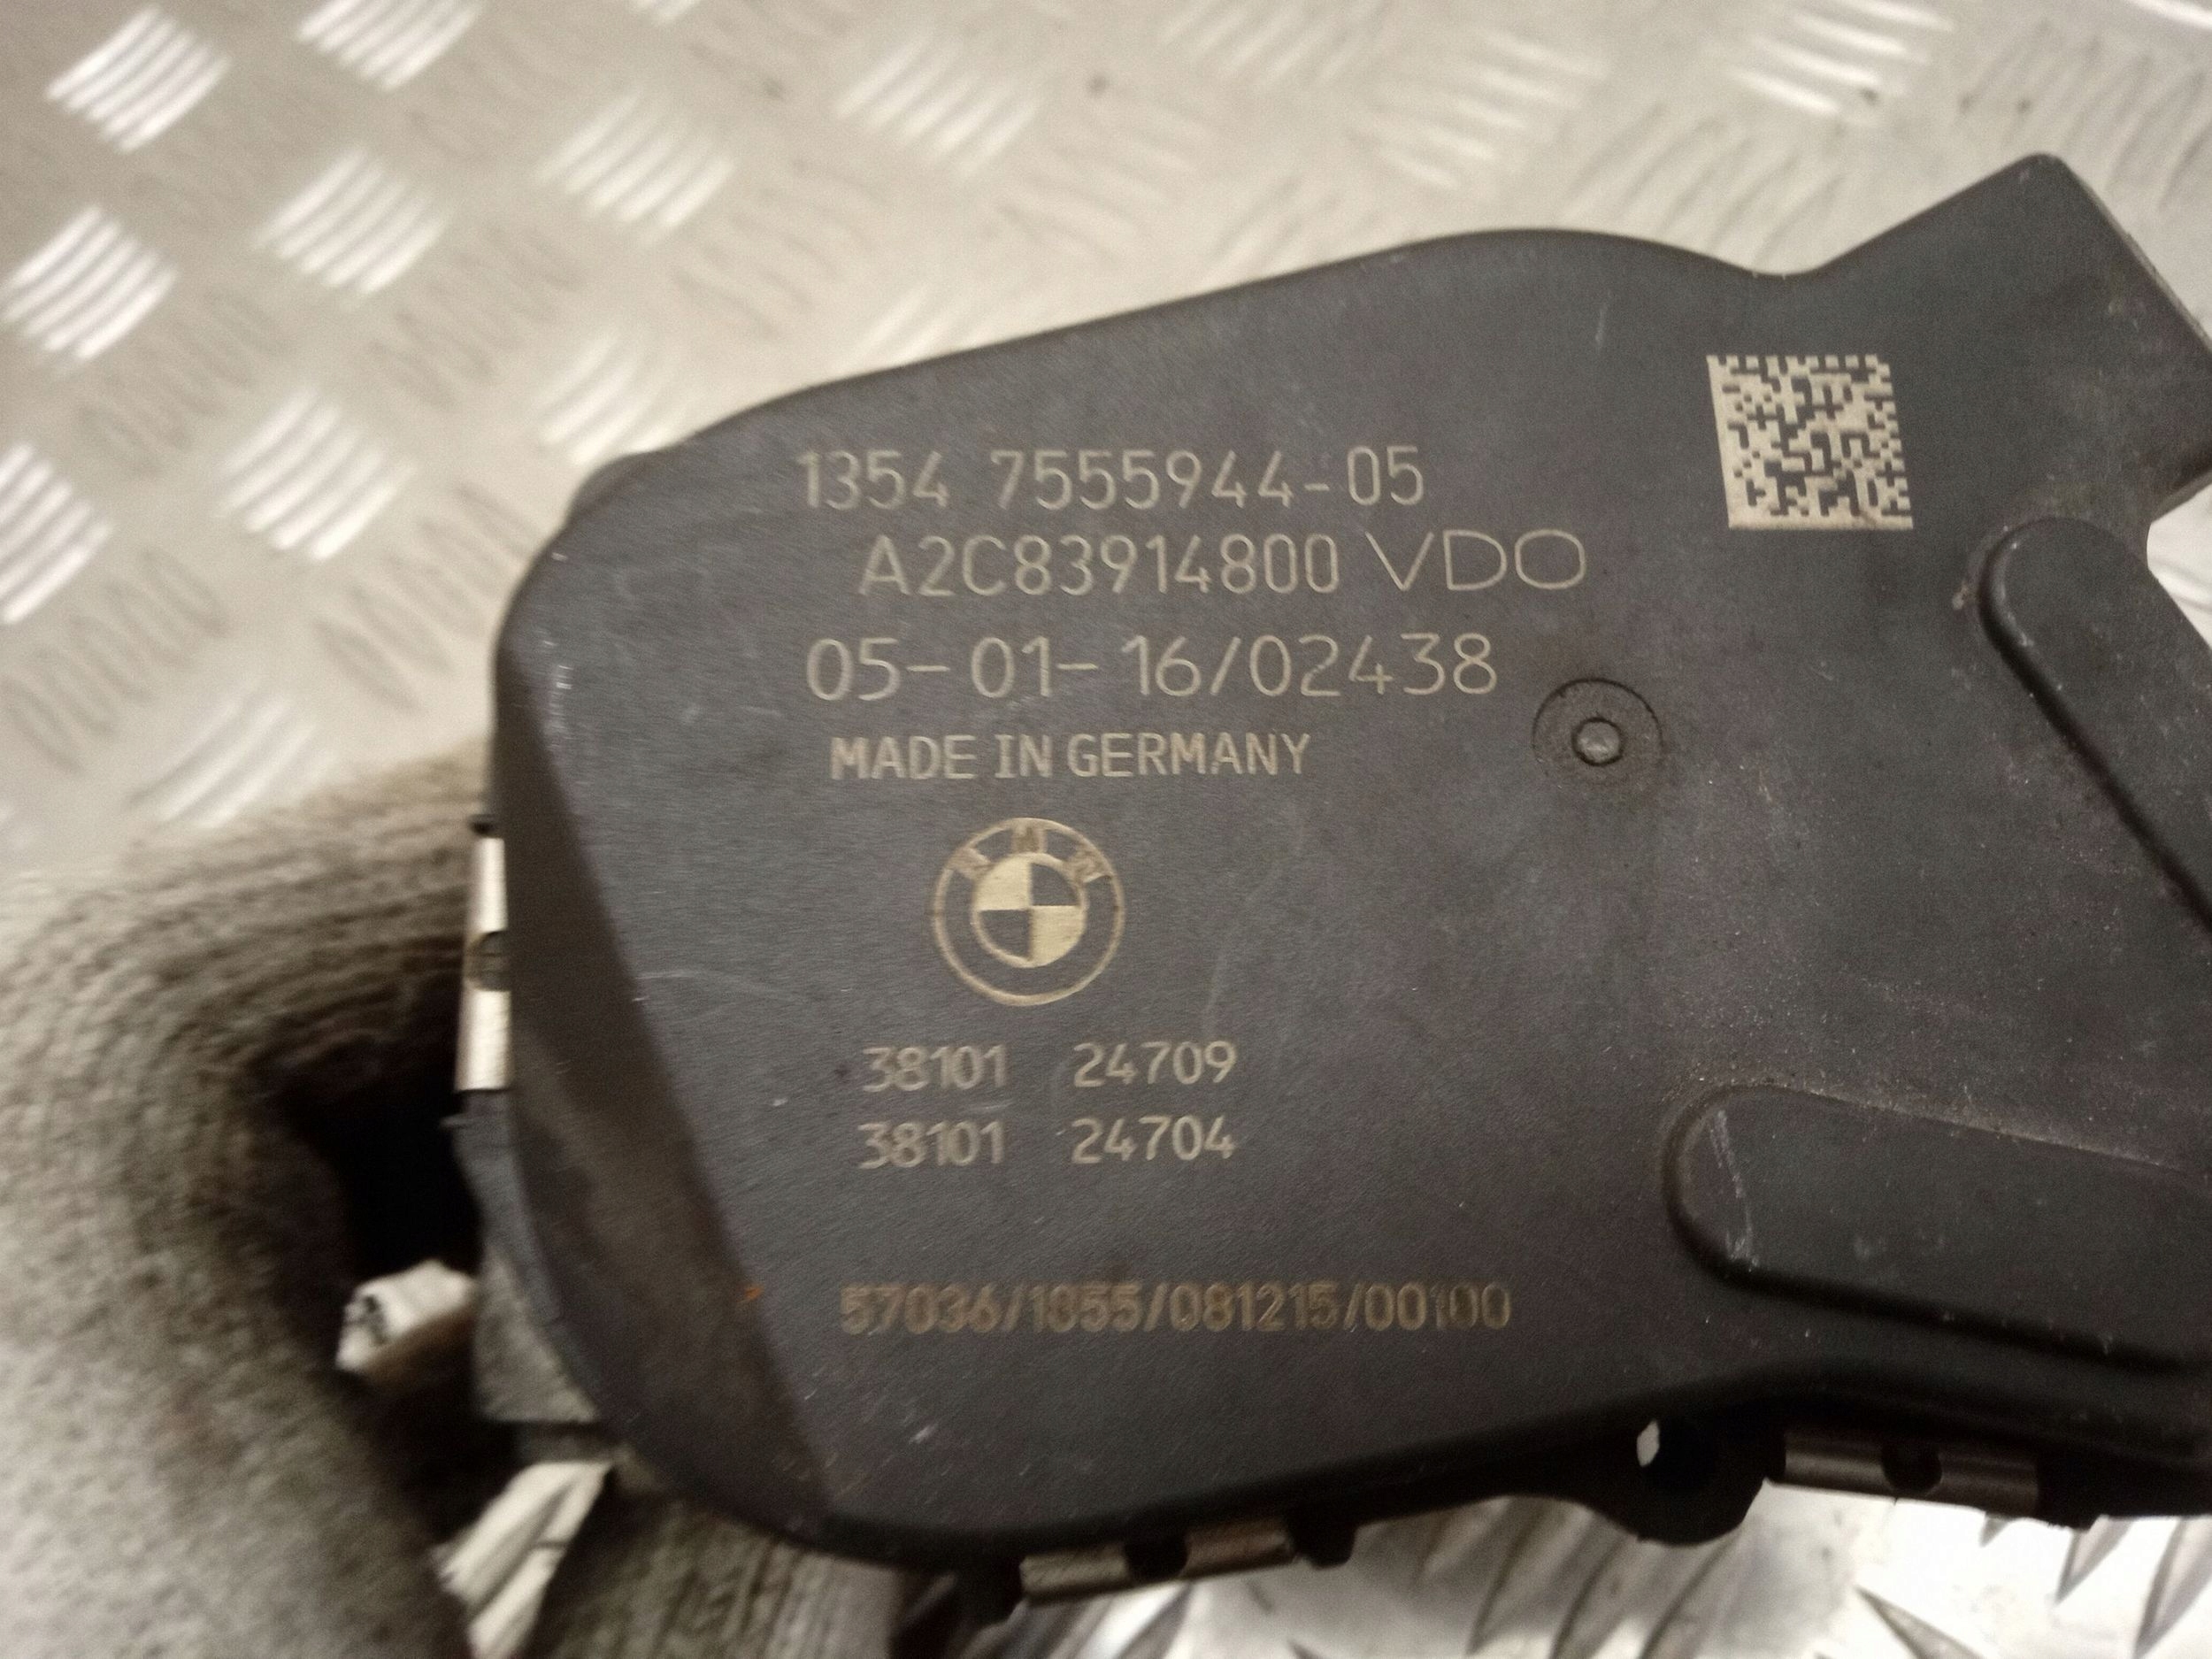 1354 7555944-05
A2C83914800 VDO
05-01-16/02438
MADE IN GERMANY
BMW
38101 24709
38101 24704
57036/1855/081215/00100